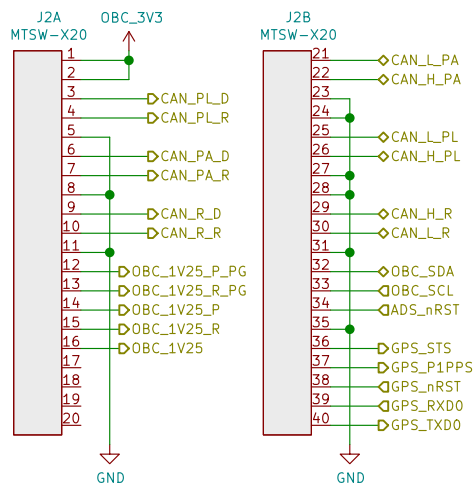 J2A
MTSW-X20
OBC_3V3
1
2
3 CAN_PL_D
4 CAN_PL_R
5
6 CAN_PA_D
7 CAN_PA_R
8
9 CAN_R_D
10 CAN_R_R
11
12 OBC_1V25_P_PG
13 OBC_1V25_R_PG
14 OBC_1V25_P
15 OBC_1V25_R
16 OBC_1V25
17
18
19
20
GND
J2B
MTSW-X20
21 CAN_L_PA
22 CAN_H_PA
23
24
25 CAN_L_PL
26 CAN_H_PL
27
28
29 CAN_H_R
30 CAN_L_R
31
32 OBC_SDA
33 OBC_SCL
34 ADS_nRST
35
36 GPS_STS
37 GPS_P1PPS
38 GPS_nRST
39 GPS_RXD0
40 GPS_TXD0
GND